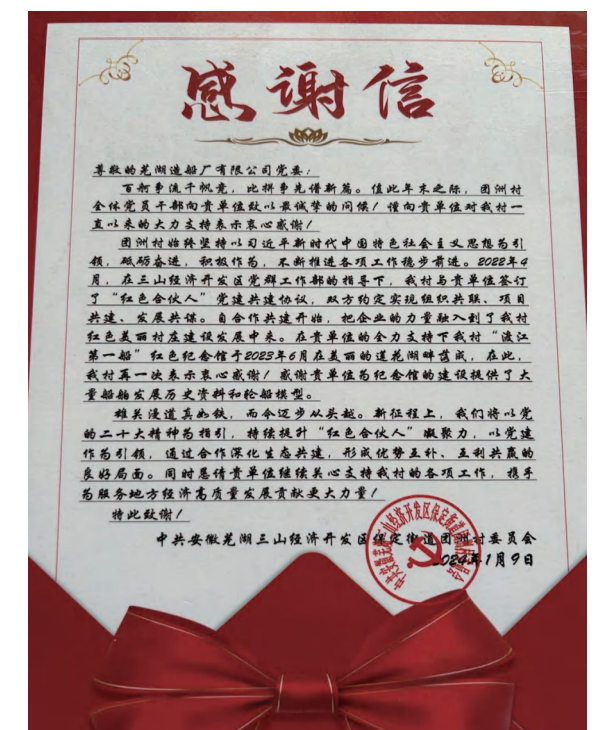 感谢信
尊敬的芜湖造船厂有限公司党委:
百舸争流千帆竞，比拼争先谱新篇。值此年末之际，团洲村
全体党员干部向贵单位致以最诚挚的问候！谨向贵单位对我村一
直以来的大力支持表示衷心感谢！
团洲村始终坚持以习近平新时代中国特色社会主义思想为引
领，砥砺奋进，积极作为，不断推进各项工作稳步前进。2022年9
月，在三山经济开发区党群工作部的指导下，我村与贵单位签订
了“红色合伙人”党建共建协议，双方约定实现组织共联、项目
共建、发展共谋。自合作共建开始，把企业的力量融入到了我村
红色美丽村庄建设发展中来。在贵单位的全力支持下我村“渡江
第一船”红色纪念馆于2023年6月在美丽的莲花湖畔落成，在此，
我村再一次表示衷心感谢！感谢贵单位为纪念馆的建设提供了大
量船舶发展历史资料和轮船模型。
雄关漫道真如铁，而今迈步从头越。新征程上，我们将以党
的二十大精神为指引，持续提升“红色合伙人”凝聚力，以党建
作为引领，通过合作深化生态共建，形成优势互补、互利共赢的
良好局面。同时恳请贵单位继续关心支持我村的各项工作，携手
为服务地方经济高质量发展贡献更大力量！
特此致谢！
中共安徽芜湖三山经济开发区保定街道团洲村委员会
2024年1月9日